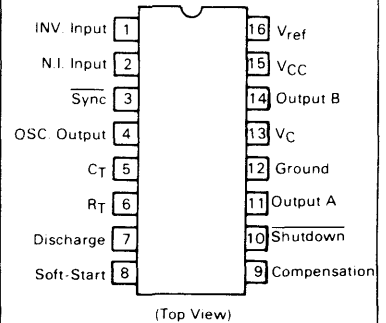 INV. Input 1
N.I. Input 2
Sync 3
OSC. Output 4
CT 5
RT 6
Discharge 7
Soft-Start 8
16 Vref
15 VCC
14 Output B
13 VC
12 Ground
11 Output A
10 Shutdown
9 Compensation
(Top View)